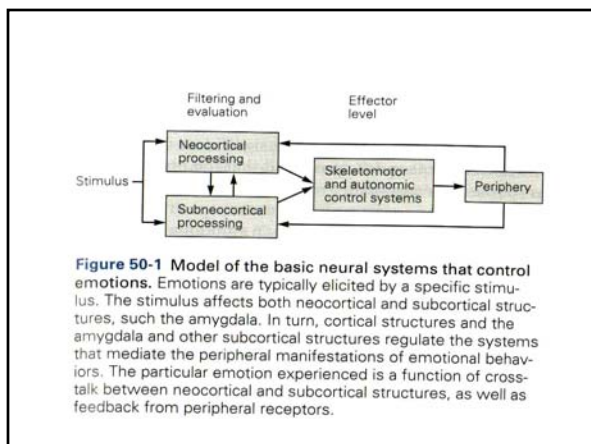 Filtering and
evaluation
Effector
level
Neocortical
processing
Stimulus
Skeletomotor
and autonomic
control systems
Periphery
Subneocortical
processing
Figure 50-1 Model of the basic neural systems that control
emotions. Emotions are typically elicited by a specific stimu-
lus. The stimulus affects both neocortical and subcortical struc-
tures, such the amygdala. In turn, cortical structures and the
amygdala and other subcortical structures regulate the systems
that mediate the peripheral manifestations of emotional behav-
iors. The particular emotion experienced is a function of cross-
talk between neocortical and subcortical structures, as well as
feedback from peripheral receptors.